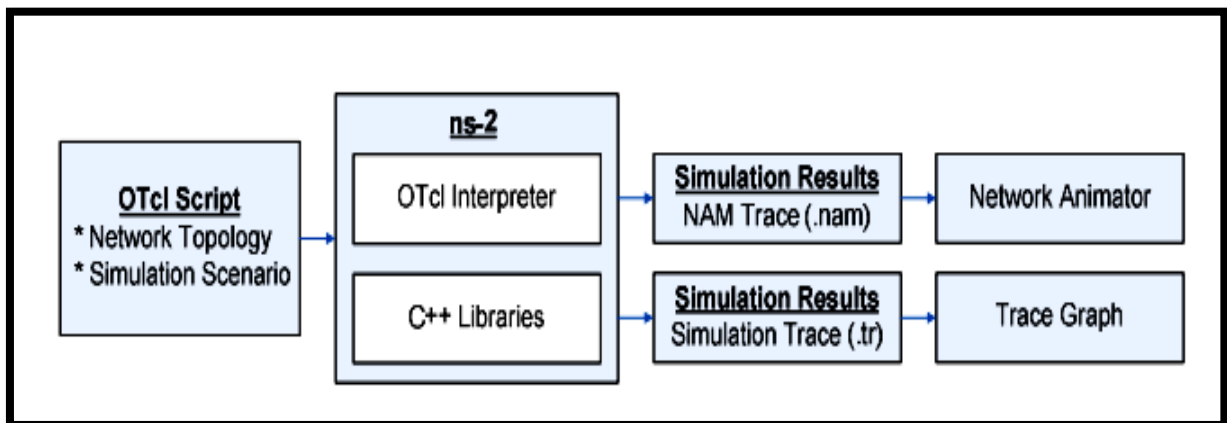 OTcl Script
* Network Topology
* Simulation Scenario
ns-2
OTcl Interpreter
C++ Libraries
Simulation Results
NAM Trace (.nam)
Simulation Results
Simulation Trace (.tr)
Network Animator
Trace Graph